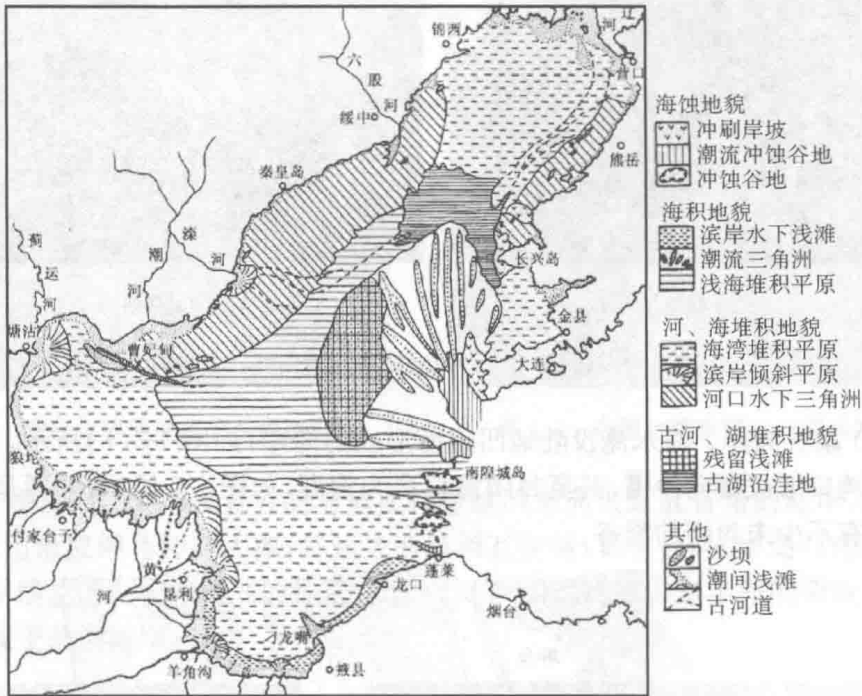 锦西
辽
河
营口
六
股
河
绥中
熊岳
秦皇岛
滦
河
潮
河
蓟
运
河
长兴岛
金县
塘沽
曹妃甸
大连
南隍城岛
付家台子
黄
河
垦利
蓬莱
龙口
烟台
刁龙嘴
羊角沟
掖县
海蚀地貌
冲刷岸坡
潮流冲蚀谷地
冲蚀谷地
海积地貌
滨岸水下浅滩
潮流三角洲
浅海堆积平原
河、海堆积地貌
海湾堆积平原
滨岸倾斜平原
河口水下三角洲
古河、湖堆积地貌
残留浅滩
古湖沼洼地
其他
沙坝
潮间浅滩
古河道